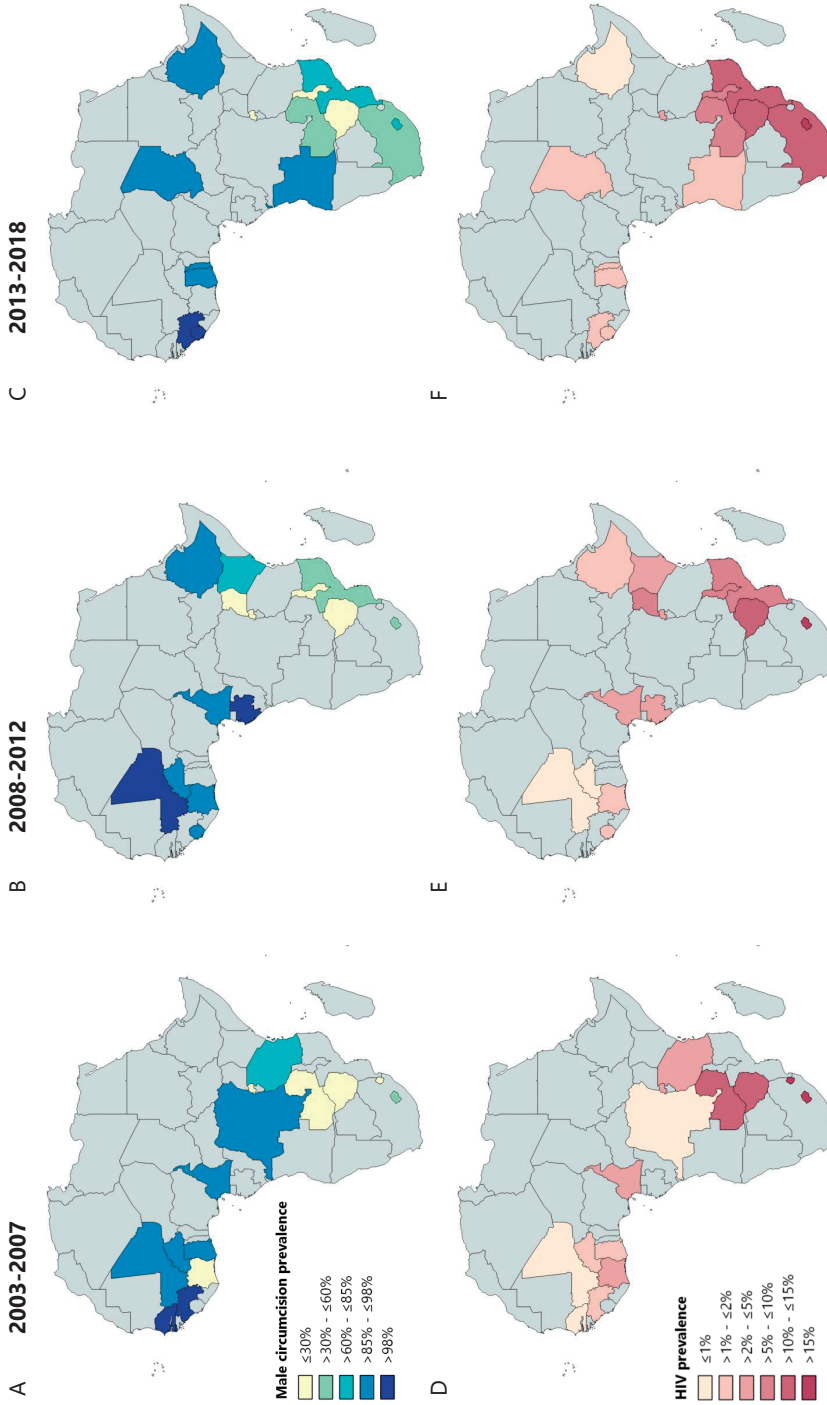 2003-2007
2008-2012
2013-2018
A
B
C
Male circumcision prevalence
≤30%
>30% - ≤60%
>60% - ≤85%
>85% - ≤98%
>98%
D
E
F
HIV prevalence
≤1%
>1% - ≤2%
>2% - ≤5%
>5% - ≤10%
>10% - ≤15%
>15%